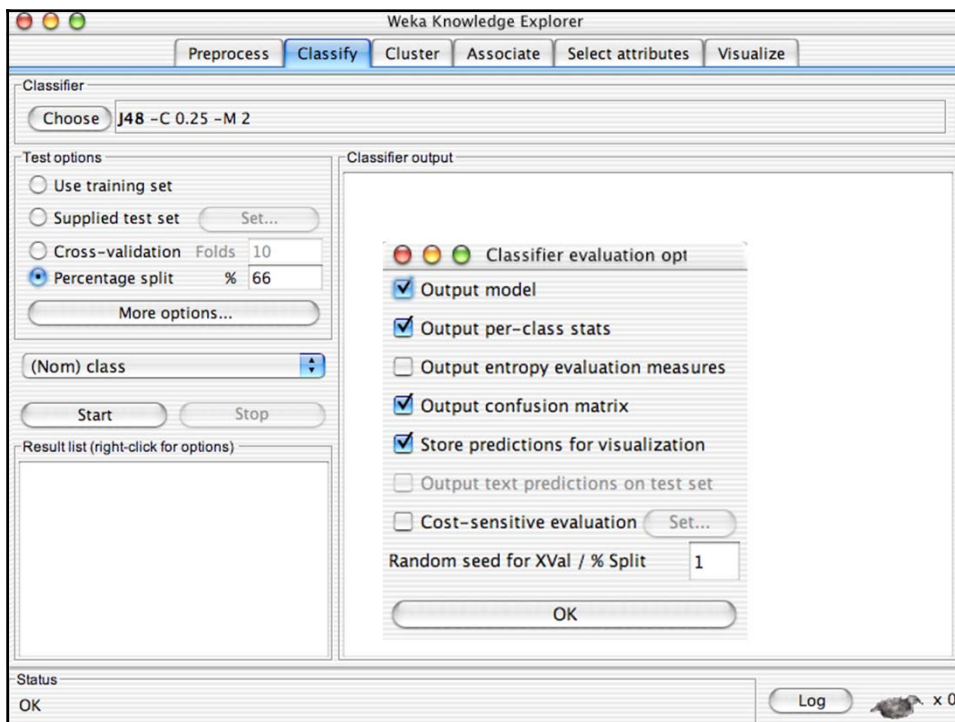 Weka Knowledge Explorer
Preprocess Classify Cluster Associate Select attributes Visualize
Classifier
Choose J48 -C 0.25 -M 2
Test options
Use training set
Supplied test set Set...
Cross-validation Folds 10
Percentage split % 66
More options...
(Nom) class
Start Stop
Result list (right-click for options)
Classifier output
Classifier evaluation opt
Output model
Output per-class stats
Output entropy evaluation measures
Output confusion matrix
Store predictions for visualization
Output text predictions on test set
Cost-sensitive evaluation Set...
Random seed for XVal / % Split 1
OK
Status
OK
Log x 0